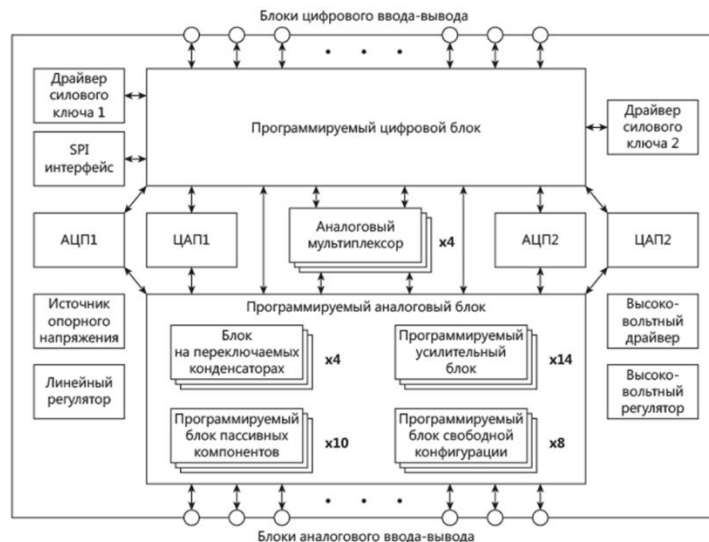 Блоки цифрового ввода-вывода
Драйвер
силового
ключа 1
SPI
интерфейс
Программируемый цифровой блок
Драйвер
силового
ключа 2
АЦП1
ЦАП1
Аналоговый
мультиплексор
x4
АЦП2
ЦАП2
Источник
опорного
напряжения
Линейный
регулятор
Программируемый аналоговый блок
Блок
на переключаемых
конденсаторах
x4
Программируемый
усилительный
блок
x14
Программируемый
блок пассивных
компонентов
x10
Программируемый
блок свободной
конфигурации
x8
Высоко-
вольтный
драйвер
Высоко-
вольтный
регулятор
Блоки аналогового ввода-вывода